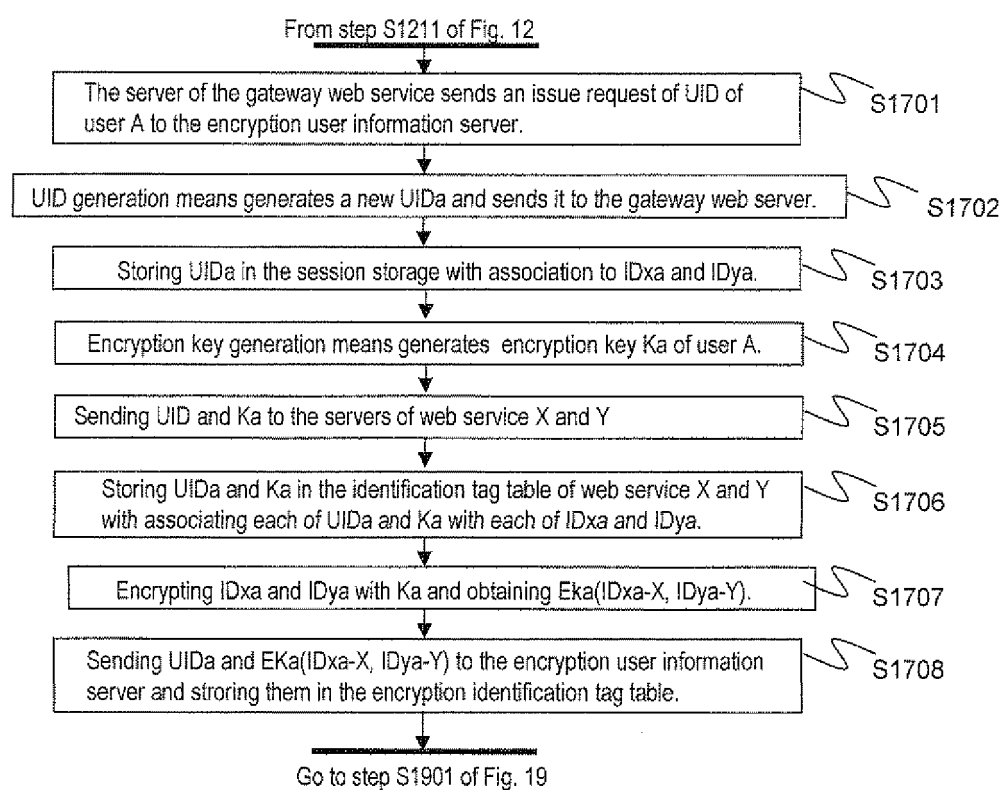 From step S1211 of Fig. 12
The server of the gateway web service sends an issue request of UID of
user A to the encryption user information server.
S1701
UID generation means generates a new UIDa and sends it to the gateway web server.
S1702
Storing UIDa in the session storage with association to IDxa and IDya.
S1703
Encryption key generation means generates encryption key Ka of user A.
S1704
Sending UID and Ka to the servers of web service X and Y
S1705
Storing UIDa and Ka in the identification tag table of web service X and Y
with associating each of UIDa and Ka with each of IDxa and IDya.
S1706
Encrypting IDxa and IDya with Ka and obtaining Eka(IDxa-X, IDya-Y).
S1707
Sending UIDa and EKa(IDxa-X, IDya-Y) to the encryption user information
server and stroring them in the encryption identification tag table.
S1708
Go to step S1901 of Fig. 19